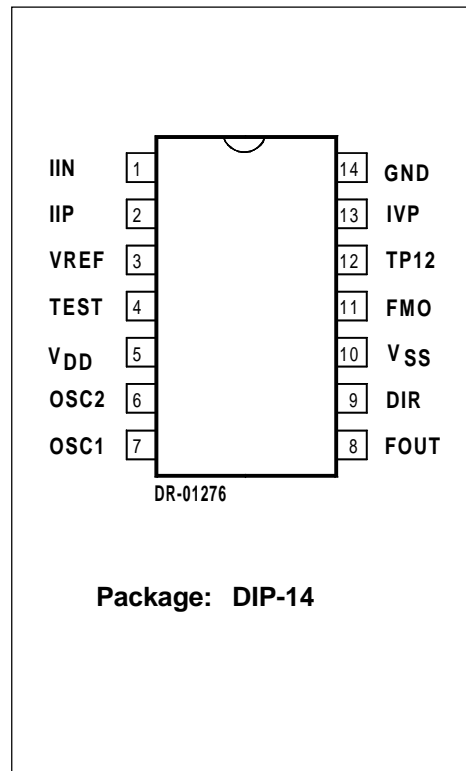 IIN 1 14 GND
IIP 2 13 IVP
VREF 3 12 TP12
TEST 4 11 FMO
VDD 5 10 VSS
OSC2 6 9 DIR
OSC1 7 8 FOUT
DR-01276
Package: DIP-14